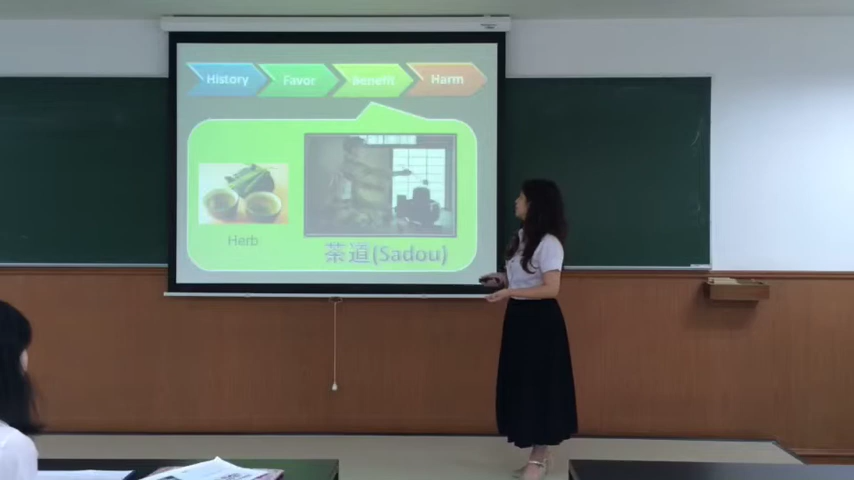 History
Favor
Benefit
Harm
Herb
茶道(Sadou)